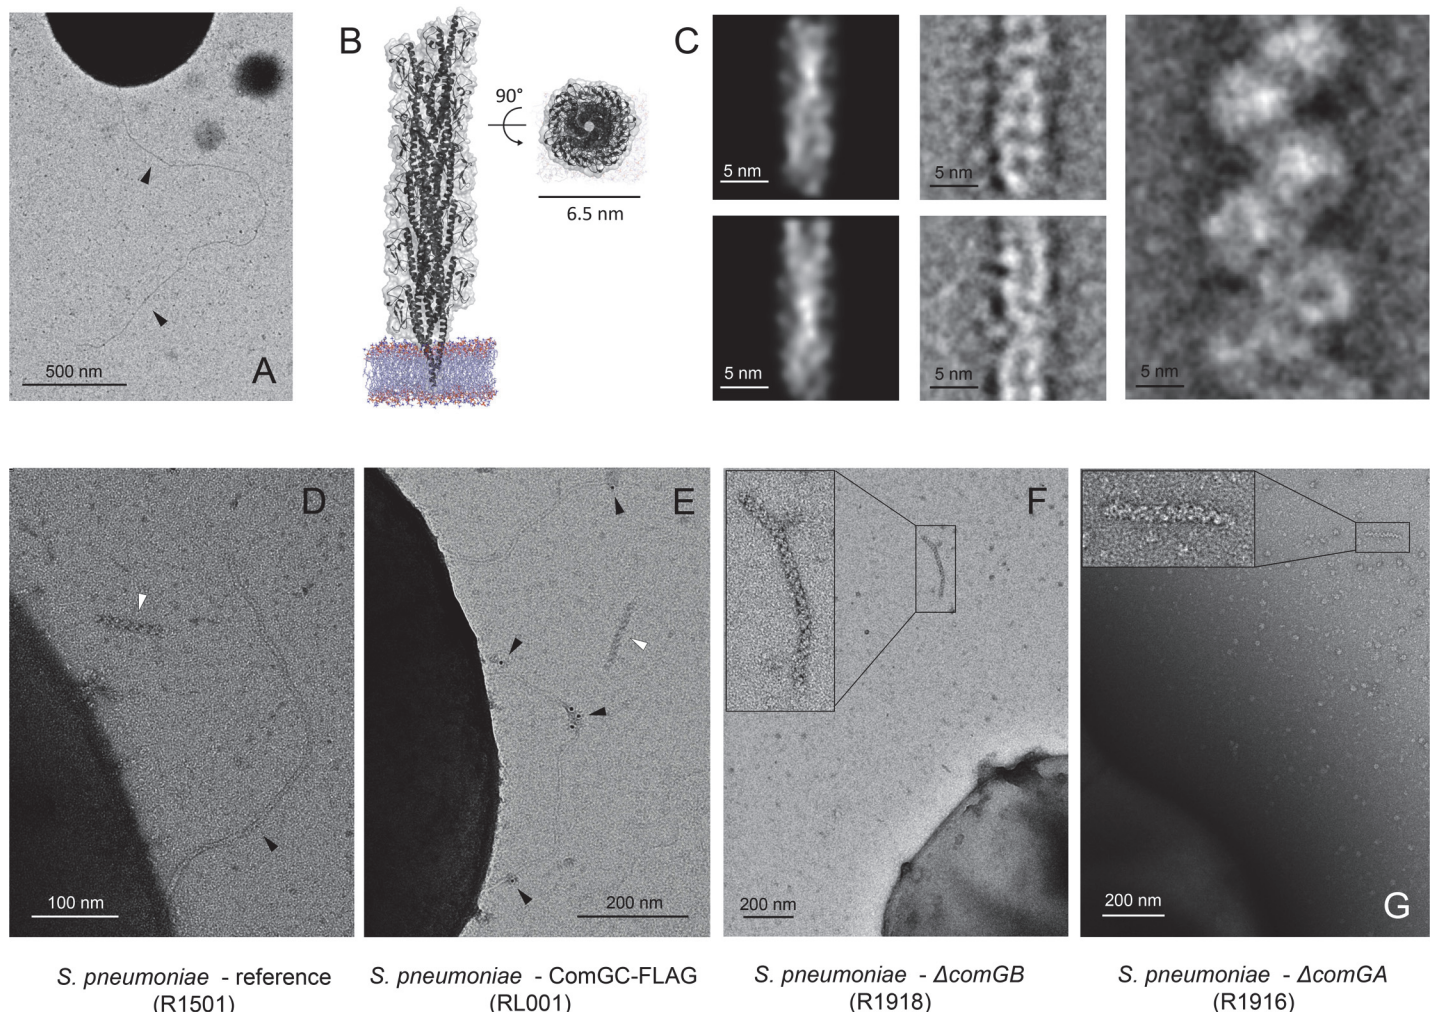 A
500 nm
B
90°
6.5 nm
C
5 nm
5 nm
5 nm
5 nm
5 nm
D
100 nm
E
200 nm
F
200 nm
G
200 nm
S. pneumoniae - reference
(R1501)
S. pneumoniae - ComGC-FLAG
(RL001)
S. pneumoniae - ΔcomGB
(R1918)
S. pneumoniae - ΔcomGA
(R1916)